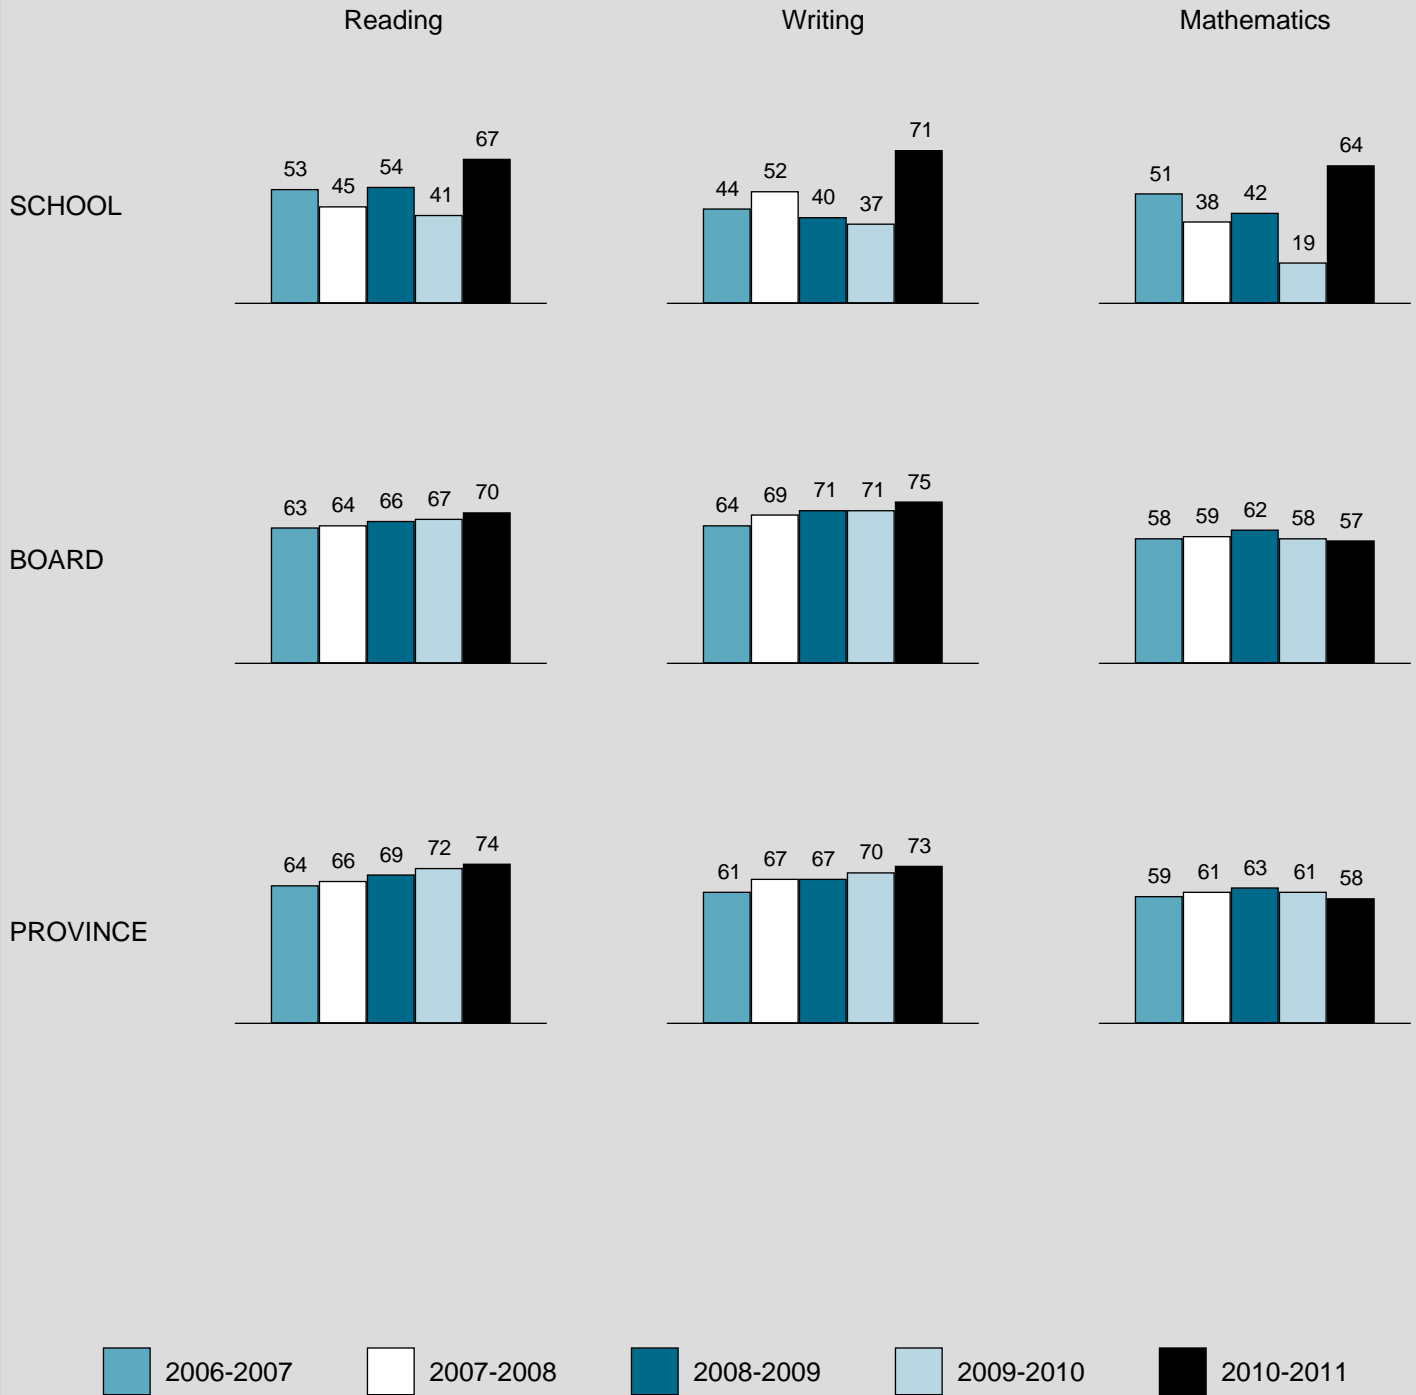 Reading Writing Mathematics
SCHOOL
53 45 54 41 67
44 52 40 37 71
51 38 42 19 64
BOARD
63 64 66 67 70
64 69 71 71 75
58 59 62 58 57
PROVINCE
64 66 69 72 74
61 67 67 70 73
59 61 63 61 58
2006-2007 2007-2008 2008-2009 2009-2010 2010-2011